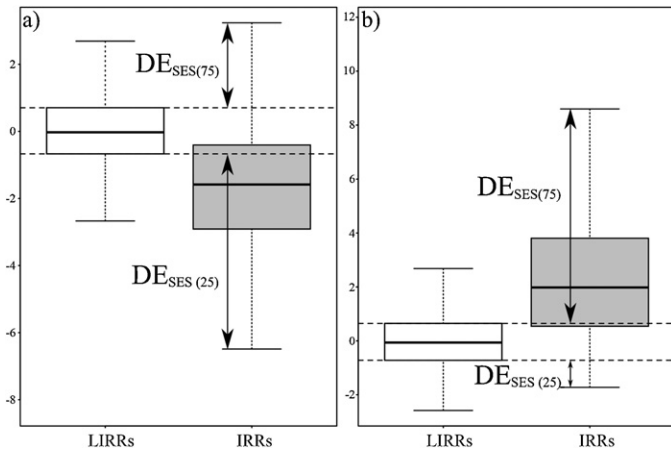 a)
2
0
-2
-4
-6
-8
DESES(75)
DESES (25)
LIRRs
IRRs
b)
12
10
8
6
4
2
0
-2
DESES(75)
DESES (25)
LIRRs
IRRs